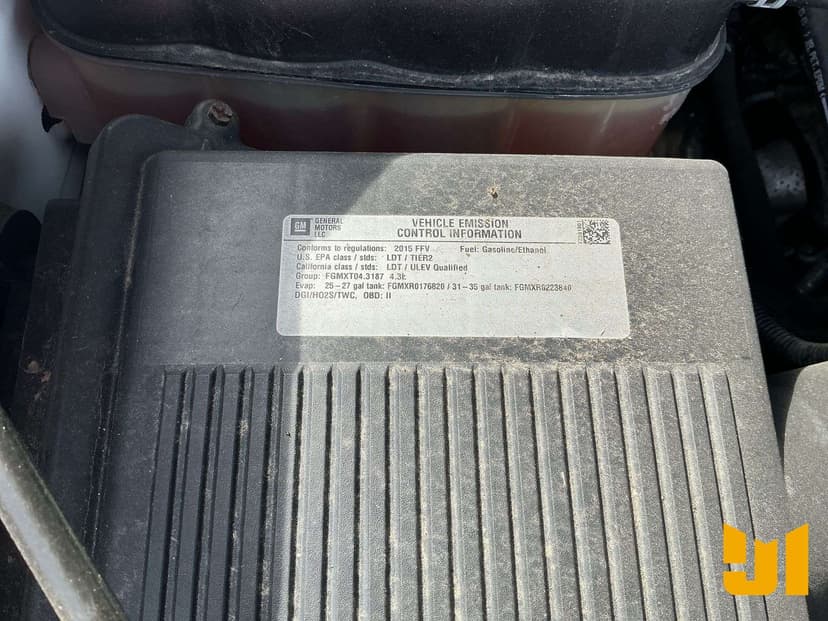 GM GENERAL MOTORS LLC
VEHICLE EMISSION
CONTROL INFORMATION
Conforms to regulations: 2015 FFV Fuel: Gasoline/Ethanol
U.S. EPA class / stds: LDT / TIER2
California class / stds: LDT / ULEV Qualified
Group: FGMXT04.3187 4.3L
Evap: 25-27 gal tank: FGMXR0176820 / 31-35 gal tank: FGMXR0223840
DGI/HO2S/TWC, OBD: II